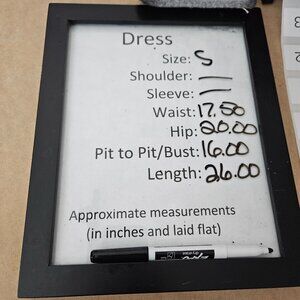 Dress
Size: S
Shoulder: —
Sleeve: —
Waist: 17.50
Hip: 20.00
Pit to Pit/Bust: 16.00
Length: 26.00
Approximate measurements
(in inches and laid flat)
EXPO